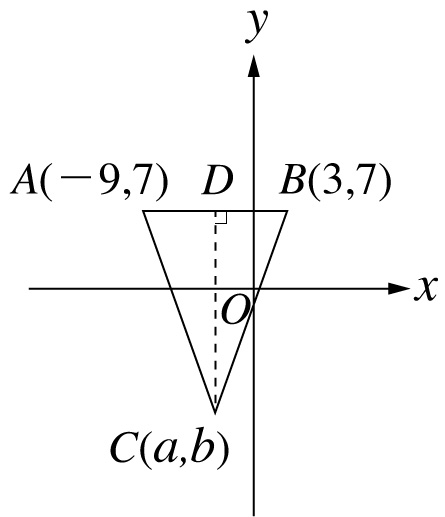 y
A(−9,7) D B(3,7)
x
O
C(a,b)